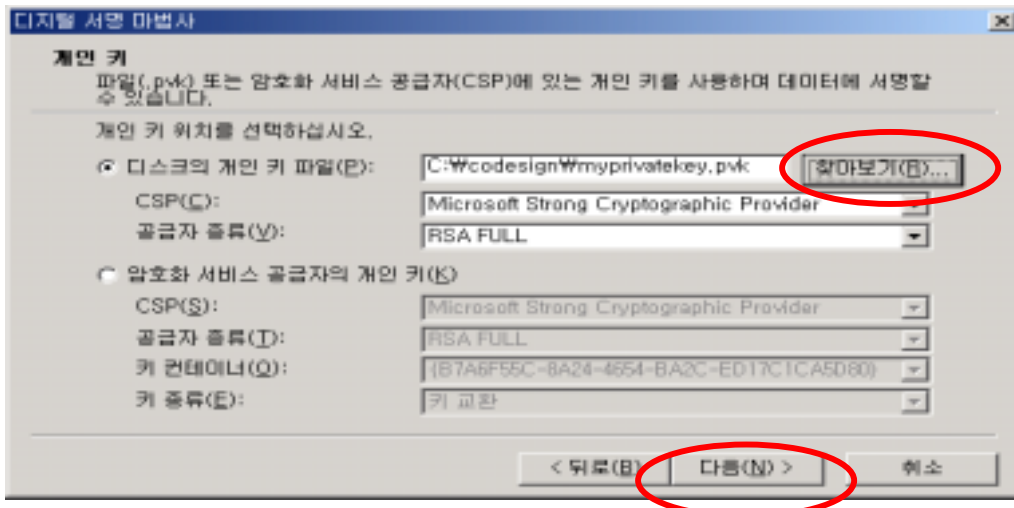 디지털 서명 마법사
개인 키
파일(.pvk) 또는 암호화 서비스 공급자(CSP)에 있는 개인 키를 사용하며 데이터에 서명할
수 있습니다.
개인 키 위치를 선택하십시오.
디스크의 개인 키 파일(P): C:₩codesign₩myprivatekey.pvk 찾아보기(R)...
CSP(C): Microsoft Strong Cryptographic Provider
공급자 종류(V): RSA FULL
암호화 서비스 공급자의 개인 키(K)
CSP(S): Microsoft Strong Cryptographic Provider
공급자 종류(T): RSA FULL
키 컨테이너(O): {B7A6F55C-8A24-4654-BA2C-ED17C1CA5D80}
키 종류(E): 키 교환
< 뒤로(B) 다음(N) > 취소